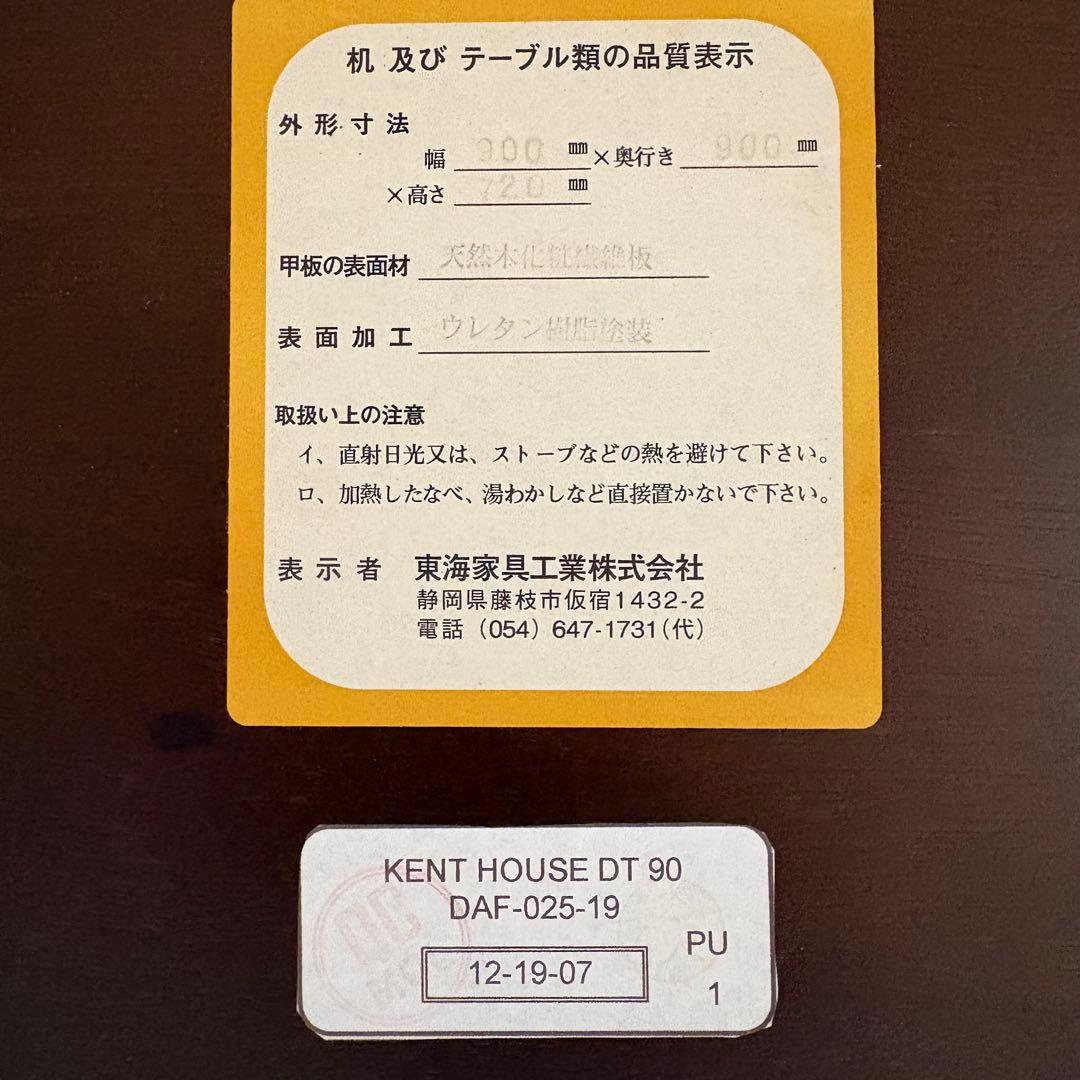 机 及び テーブル類の品質表示
外形寸法
幅 900 ㎜ ×奥行き 900 ㎜
×高さ 720 ㎜
甲板の表面材 天然木化粧繊維板
表面加工 ウレタン樹脂塗装
取扱い上の注意
イ、直射日光又は、ストーブなどの熱を避けて下さい。
ロ、加熱したなべ、湯わかしなど直接置かないで下さい。
表示者 東海家具工業株式会社
静岡県藤枝市仮宿1432-2
電話（054）647-1731（代）
KENT HOUSE DT 90
DAF-025-19
PU
12-19-07
1
QC